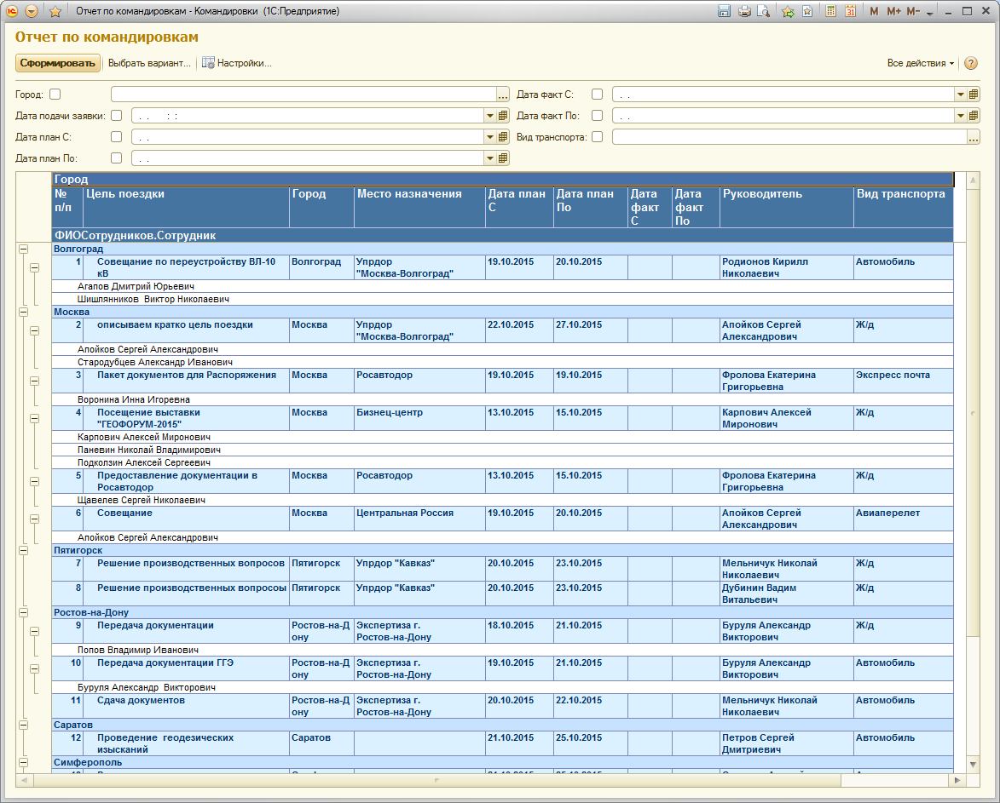 Отчет по командировкам - Командировки (1С:Предприятие)
M M+ M-
Отчет по командировкам
Сформировать Выбрать вариант... Настройки... Все действия ?
Город: ... Дата факт С: . .
Дата подачи заявки: . . : : Дата факт По: . .
Дата план С: . . Вид транспорта: ...
Дата план По: . .
Город
№ п/п Цель поездки Город Место назначения Дата план С Дата план По Дата факт С Дата факт По Руководитель Вид транспорта
ФИОСотрудников.Сотрудник
Волгоград
1 Совещание по переустройству ВЛ-10 Волгоград Упрдор 19.10.2015 20.10.2015 Родионов Кирилл Автомобиль
кВ "Москва-Волгоград" Николаевич
Агапов Дмитрий Юрьевич
Шишлянников Виктор Николаевич
Москва
2 описываем кратко цель поездки Москва Упрдор 22.10.2015 27.10.2015 Апойков Сергей Ж/д
"Москва-Волгоград" Александрович
Апойков Сергей Александрович
Стародубцев Александр Иванович
3 Пакет документов для Распоряжения Москва Росавтодор 19.10.2015 19.10.2015 Фролова Екатерина Экспресс почта
Григорьевна
Воронина Инна Игоревна
4 Посещение выставки Москва Бизнец-центр 13.10.2015 15.10.2015 Карпович Алексей Ж/д
"ГЕОФОРУМ-2015" Миронович
Карпович Алексей Миронович
Паневин Николай Владимирович
Подколзин Алексей Сергеевич
5 Предоставление документации в Москва Росавтодор 13.10.2015 15.10.2015 Фролова Екатерина Ж/д
Росавтодор Григорьевна
Щавелев Сергей Николаевич
6 Совещание Москва Центральная Россия 19.10.2015 20.10.2015 Апойков Сергей Авиаперелет
Александрович
Апойков Сергей Александрович
Пятигорск
7 Решение производственных вопросов Пятигорск Упрдор "Кавказ" 20.10.2015 23.10.2015 Мельничук Николай Ж/д
Николаевич
8 Решение производственных вопросоы Пятигорск Упрдор "Кавказ" 20.10.2015 23.10.2015 Дубинин Вадим Ж/д
Витальевич
Ростов-на-Дону
9 Передача документации Ростов-на-Д Экспертиза г. 18.10.2015 21.10.2015 Буруля Александр Ж/д
ону Ростов-на-Дону Викторович
Попов Владимир Иванович
10 Передача документации ГГЭ Ростов-на-Д Экспертиза г. 19.10.2015 21.10.2015 Буруля Александр Автомобиль
ону Ростов-на-Дону Викторович
Буруля Александр Викторович
11 Сдача документов Ростов-на-Д Экспертиза г. 20.10.2015 22.10.2015 Мельничук Николай Автомобиль
ону Ростов-на-Дону Николаевич
Саратов
12 Проведение геодезических Саратов 21.10.2015 25.10.2015 Петров Сергей Автомобиль
изысканий Дмитриевич
Симферополь